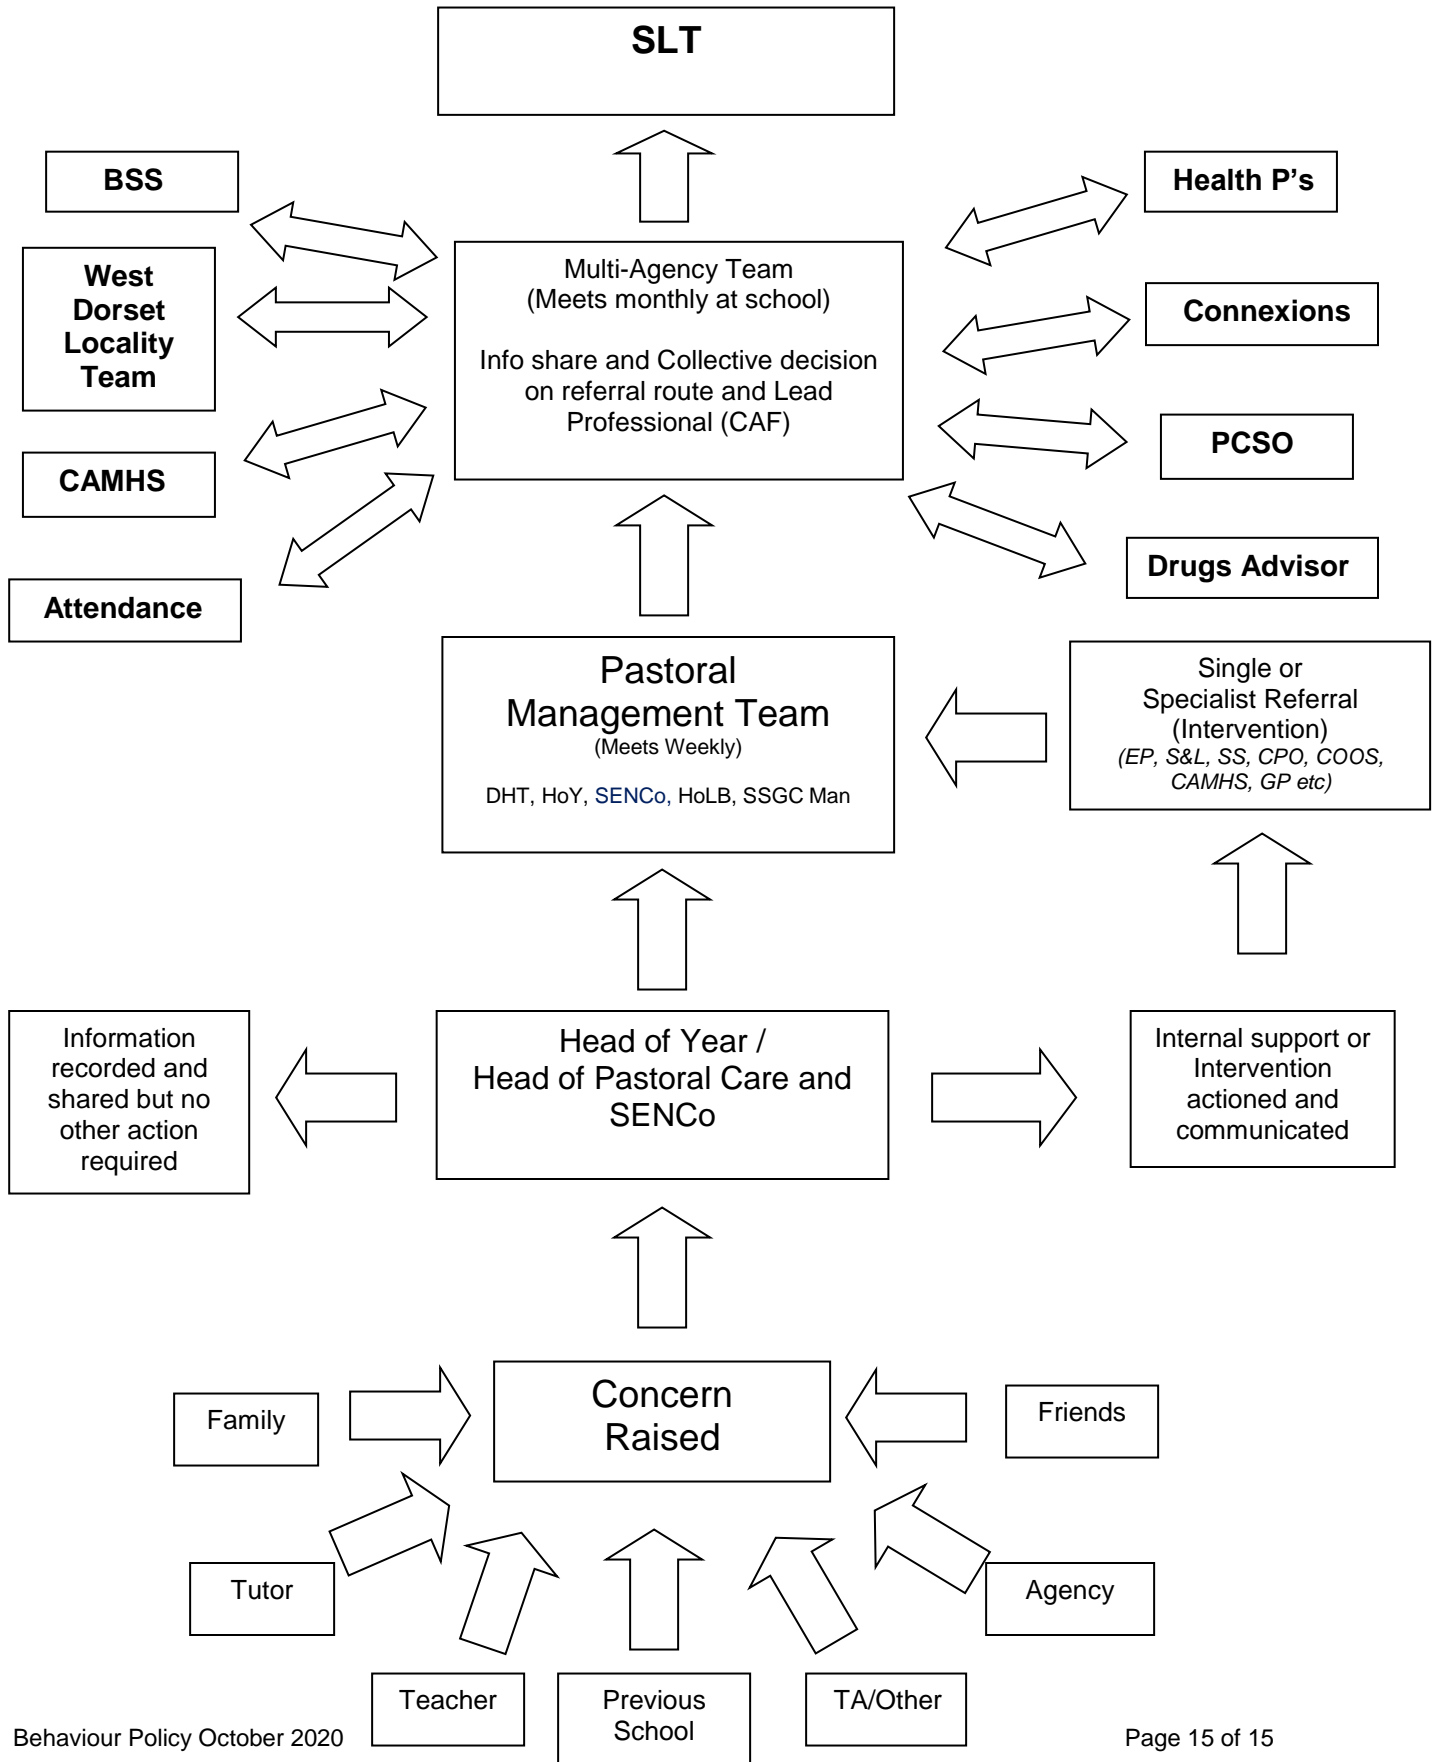 SLT
BSS
Health P's
West
Dorset
Locality
Team
Multi-Agency Team
(Meets monthly at school)
Info share and Collective decision
on referral route and Lead
Professional (CAF)
Connexions
CAMHS
PCSO
Attendance
Drugs Advisor
Pastoral
Management Team
(Meets Weekly)
DHT, HoY, SENCo, HoLB, SSGC Man
Single or
Specialist Referral
(Intervention)
(EP, S&L, SS, CPO, COOS,
CAMHS, GP etc)
Information
recorded and
shared but no
other action
required
Head of Year /
Head of Pastoral Care and
SENCo
Internal support or
Intervention
actioned and
communicated
Family
Concern
Raised
Friends
Tutor
Agency
Teacher
Previous
School
TA/Other
Behaviour Policy October 2020
Page 15 of 15